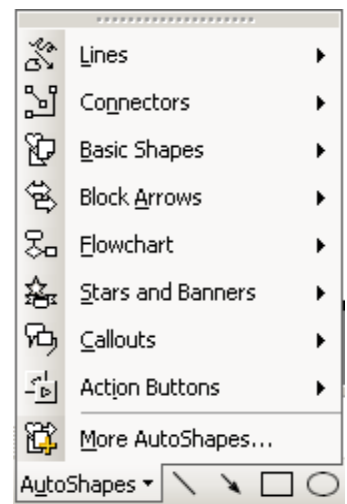 Lines
Connectors
Basic Shapes
Block Arrows
Flowchart
Stars and Banners
Callouts
Action Buttons
More AutoShapes...
AutoShapes